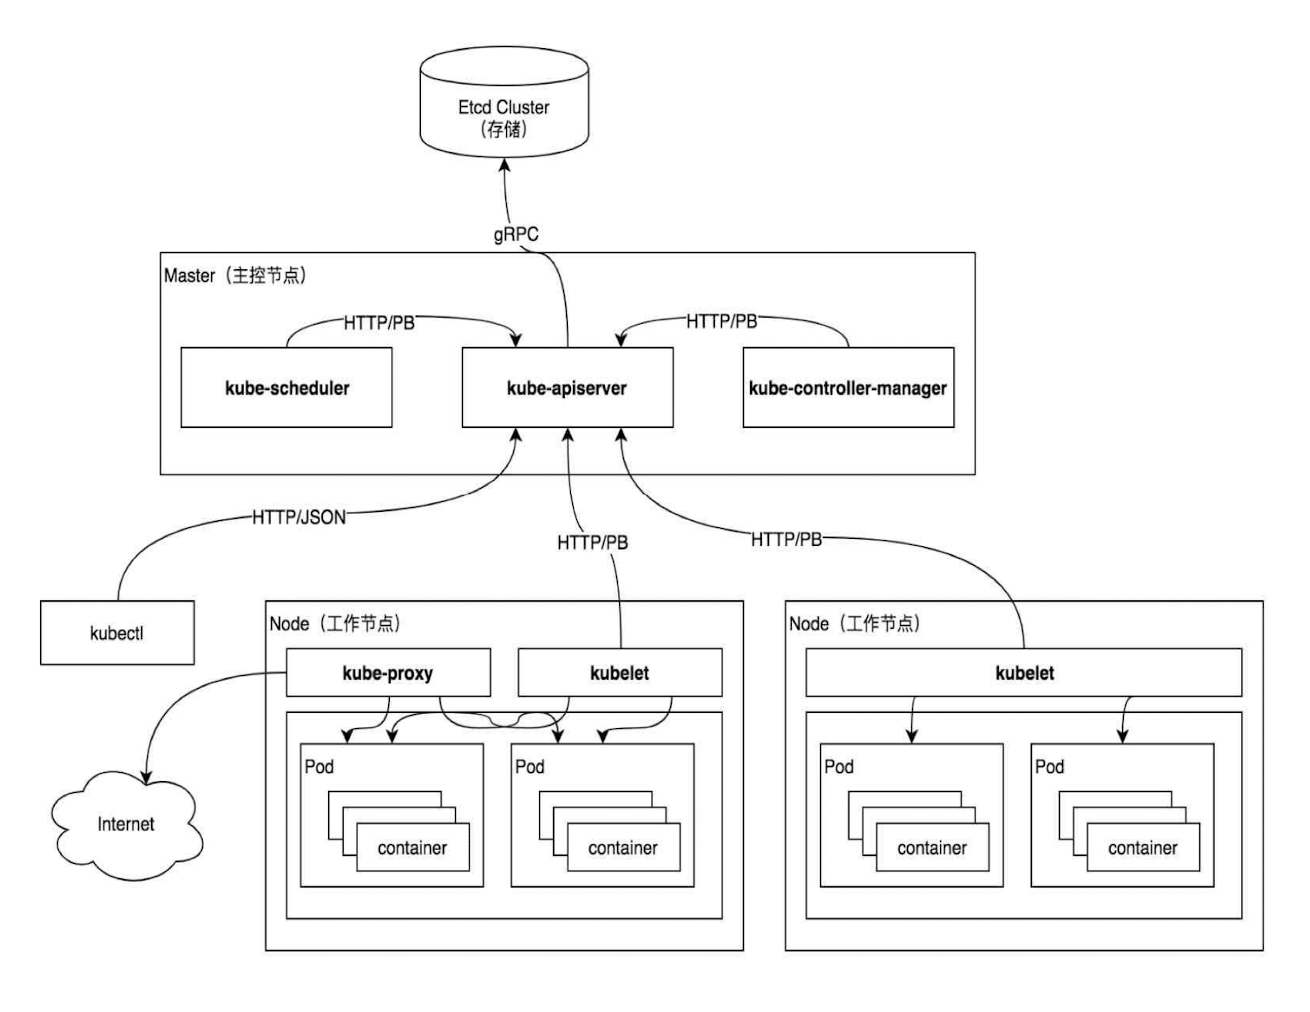 Etcd Cluster
（存储）
gRPC
Master（主控节点）
HTTP/PB
HTTP/PB
kube-scheduler
kube-apiserver
kube-controller-manager
HTTP/JSON
HTTP/PB
HTTP/PB
kubectl
Node（工作节点）
kube-proxy
kubelet
Pod
container
Pod
container
Node（工作节点）
kubelet
Pod
container
Pod
container
Internet